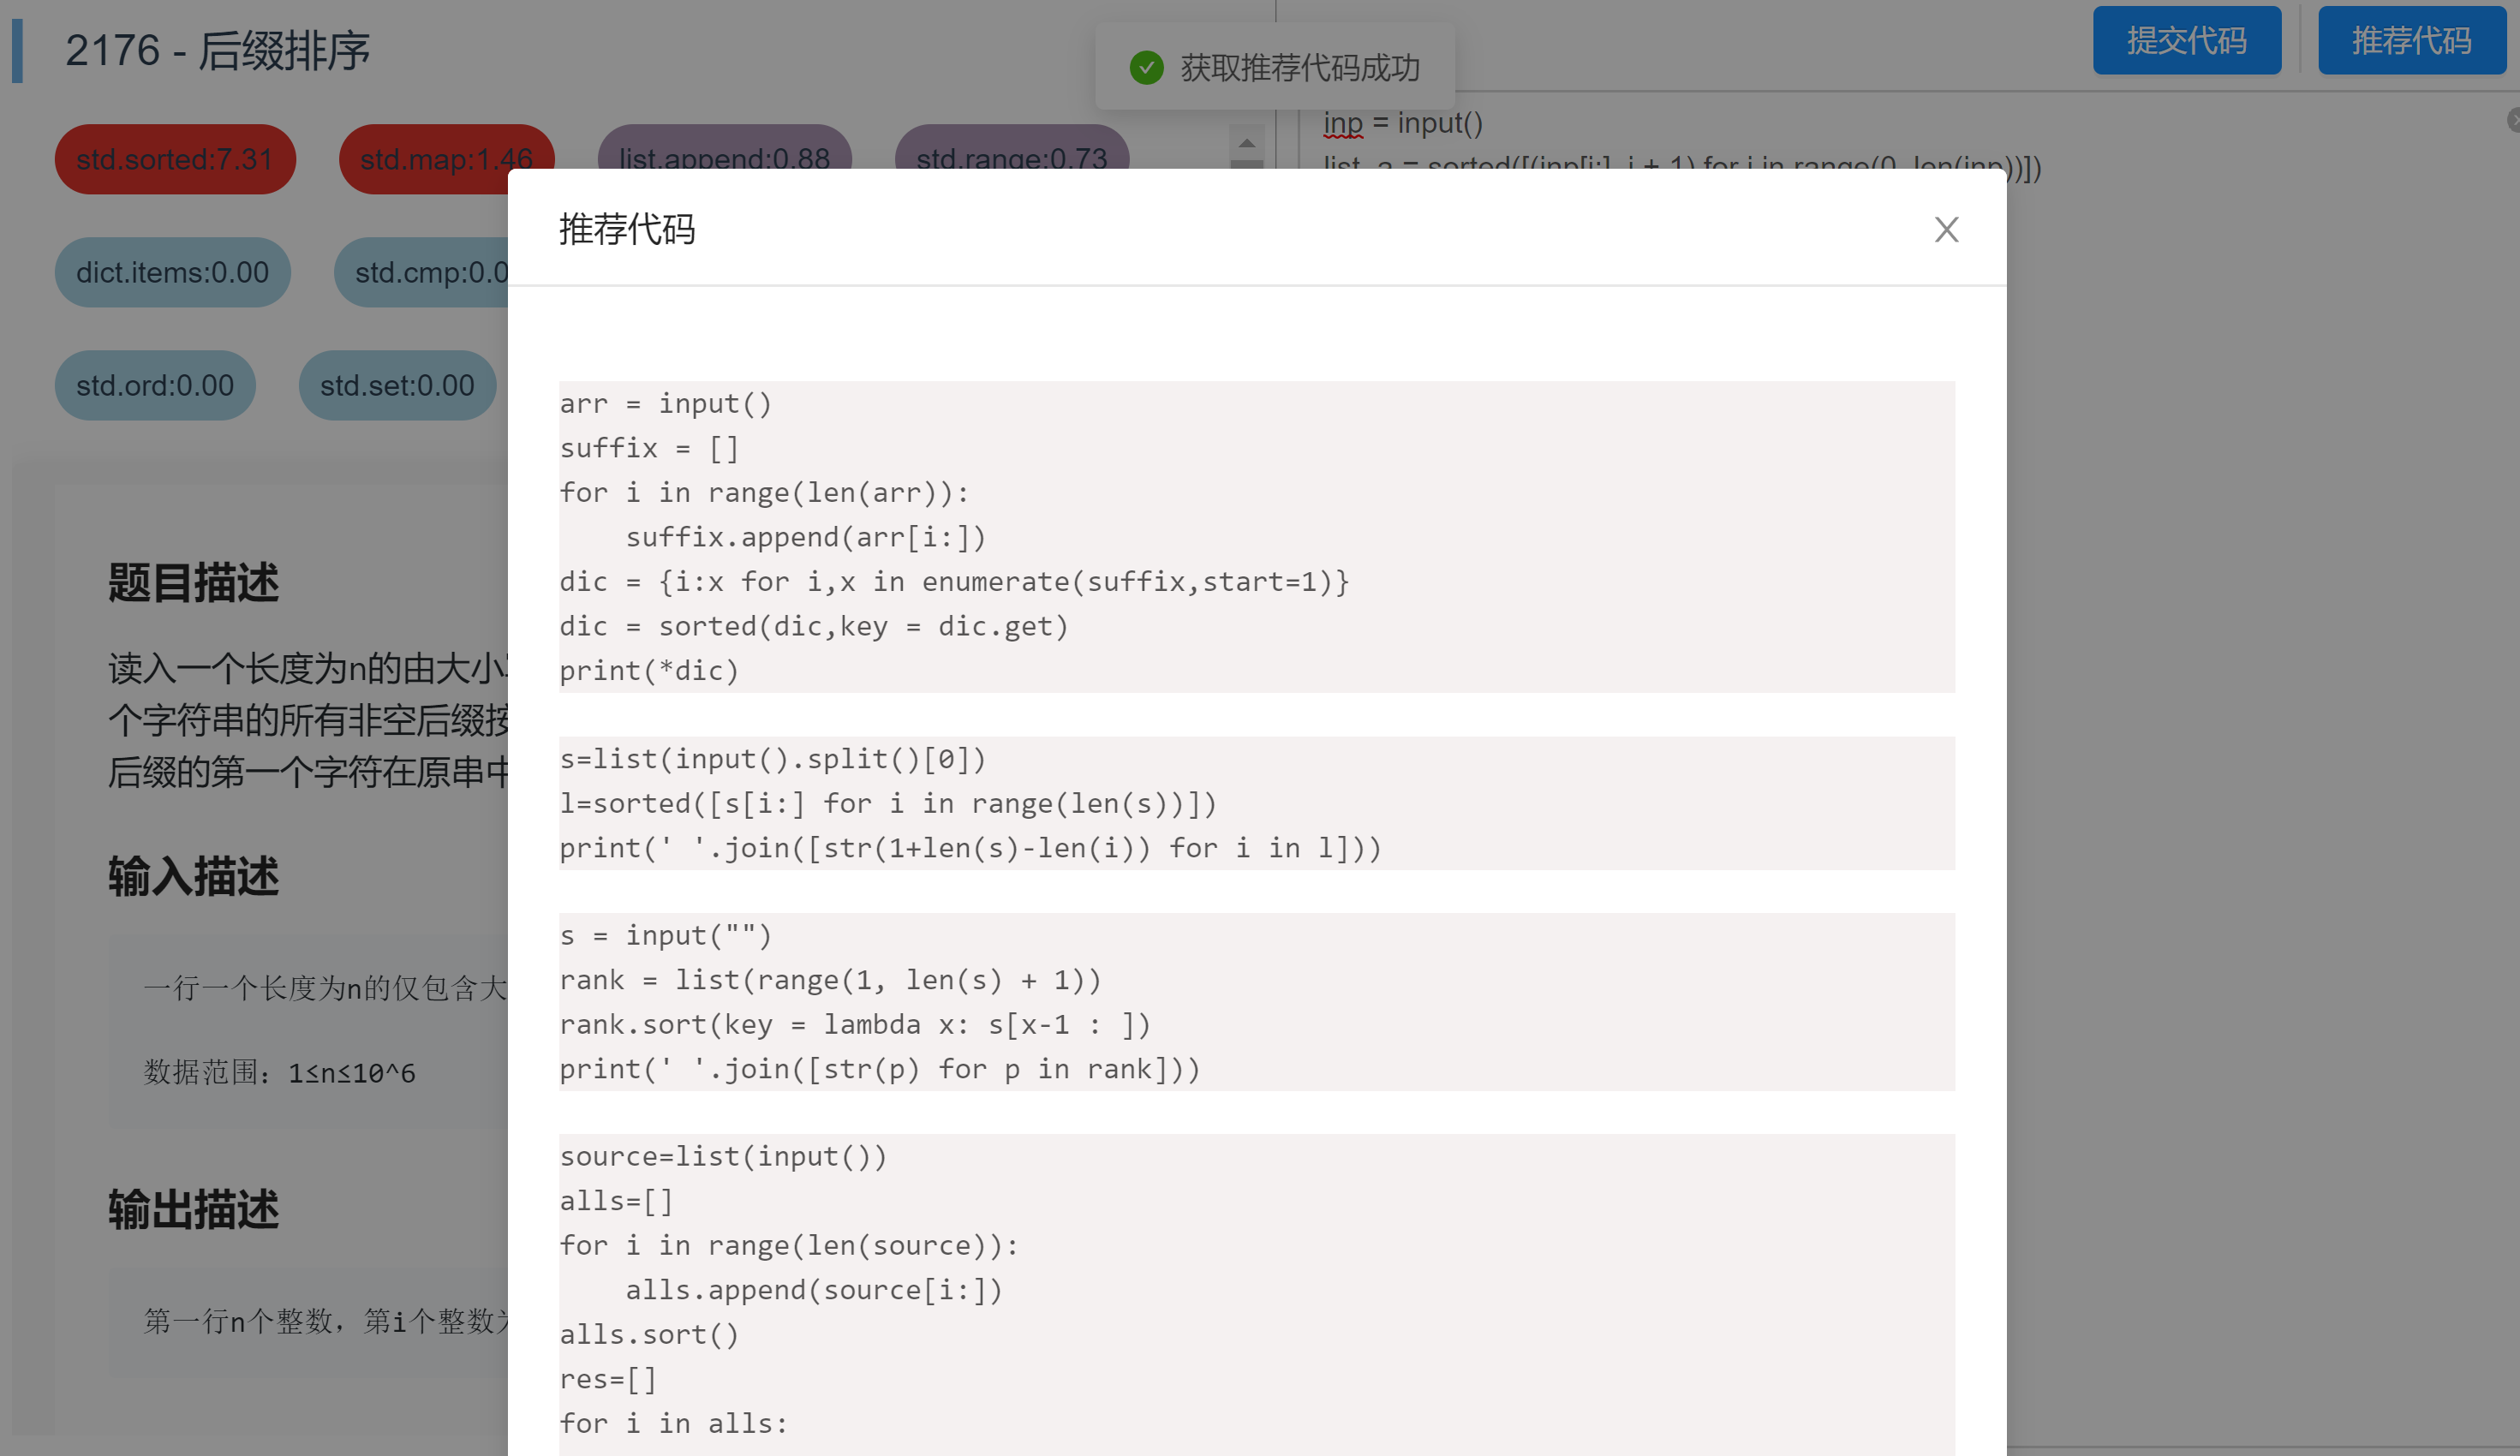 2176 - 后缀排序
获取推荐代码成功
提交代码
推荐代码
std.sorted:7.31
std.map:1.46
list.append:0.88
std.range:0.73
inp = input()
list_a = sorted([(inp[i:], i + 1) for i in range(0, len(inp))])
dict.items:0.00
std.cmp:0.0
std.ord:0.00
std.set:0.00
题目描述
读入一个长度为n的由大小
个字符串的所有非空后缀按
后缀的第一个字符在原串中
输入描述
一行一个长度为n的仅包含大
数据范围：1≤n≤10^6
输出描述
第一行n个整数，第i个整数
推荐代码
arr = input()
suffix = []
for i in range(len(arr)):
    suffix.append(arr[i:])
dic = {i:x for i,x in enumerate(suffix,start=1)}
dic = sorted(dic,key = dic.get)
print(*dic)
s=list(input().split()[0])
l=sorted([s[i:] for i in range(len(s))])
print(' '.join([str(1+len(s)-len(i)) for i in l]))
s = input("")
rank = list(range(1, len(s) + 1))
rank.sort(key = lambda x: s[x-1 : ])
print(' '.join([str(p) for p in rank]))
source=list(input())
alls=[]
for i in range(len(source)):
    alls.append(source[i:])
alls.sort()
res=[]
for i in alls: